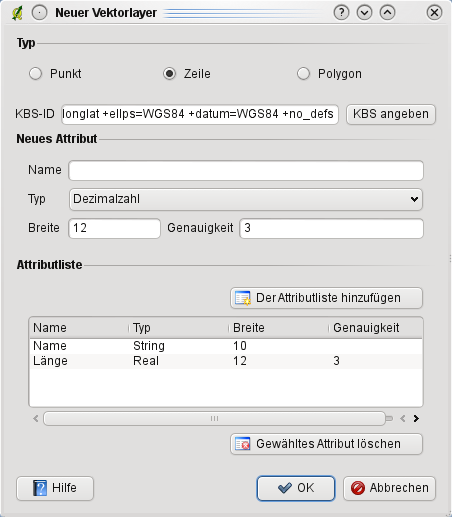 Neuer Vektorlayer
Typ
Punkt Zeile Polygon
KBS-ID longlat +ellps=WGS84 +datum=WGS84 +no_defs KBS angeben
Neues Attribut
Name
Typ Dezimalzahl
Breite 12 Genauigkeit 3
Attributliste
Der Attributliste hinzufügen
Name Typ Breite Genauigkeit
Name String 10
Länge Real 12 3
Gewähltes Attribut löschen
Hilfe OK Abbrechen